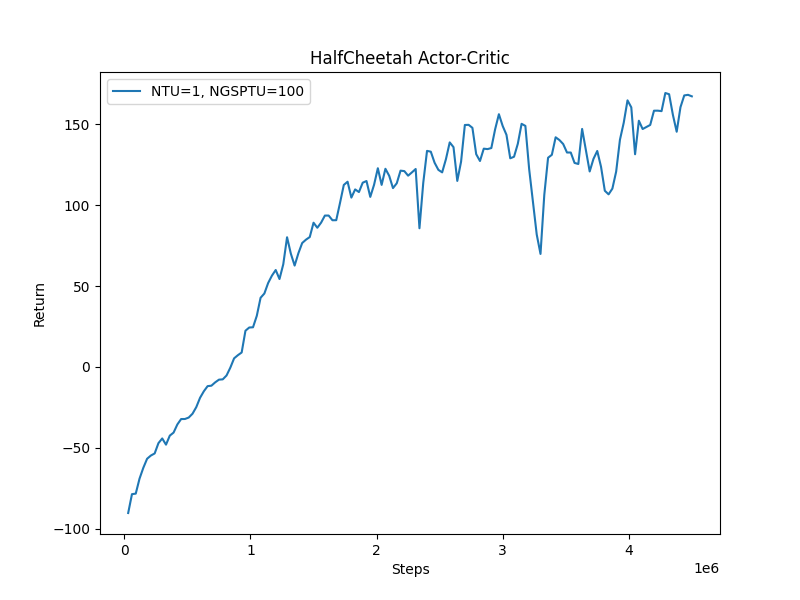 HalfCheetah Actor-Critic
NTU=1, NGSPTU=100
150
100
50
0
−50
−100
Return
0 1 2 3 4
1e6
Steps